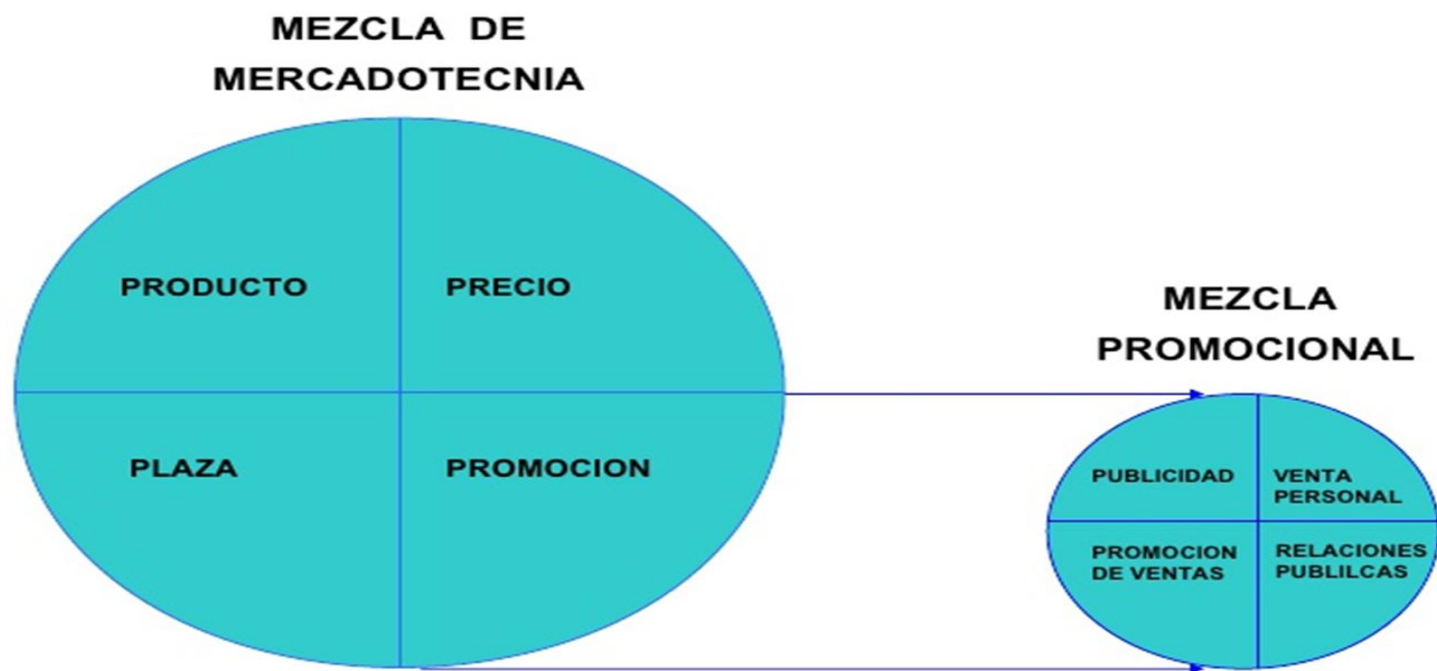 MEZCLA DE
MERCADOTECNIA
PRODUCTO
PRECIO
PLAZA
PROMOCION
MEZCLA
PROMOCIONAL
PUBLICIDAD
VENTA
PERSONAL
PROMOCION
DE VENTAS
RELACIONES
PUBLILCAS